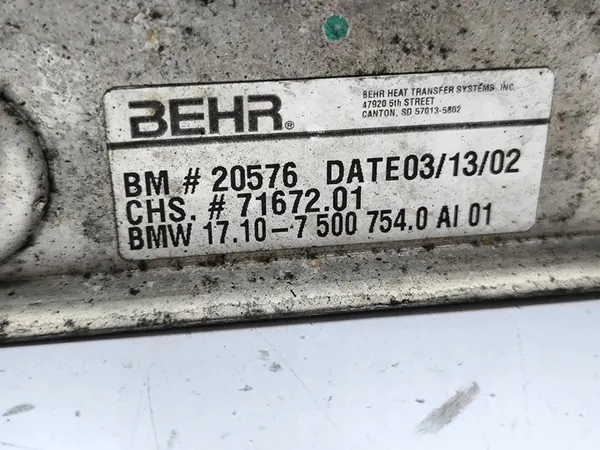 BEHR®
BEHR HEAT TRANSFER SYSTEMS, INC.
47920 5th STREET
CANTON, SD 57013-5802
BM # 20576 DATE03/13/02
CHS. # 71672.01
BMW 17.10-7 500 754.0 AI 01